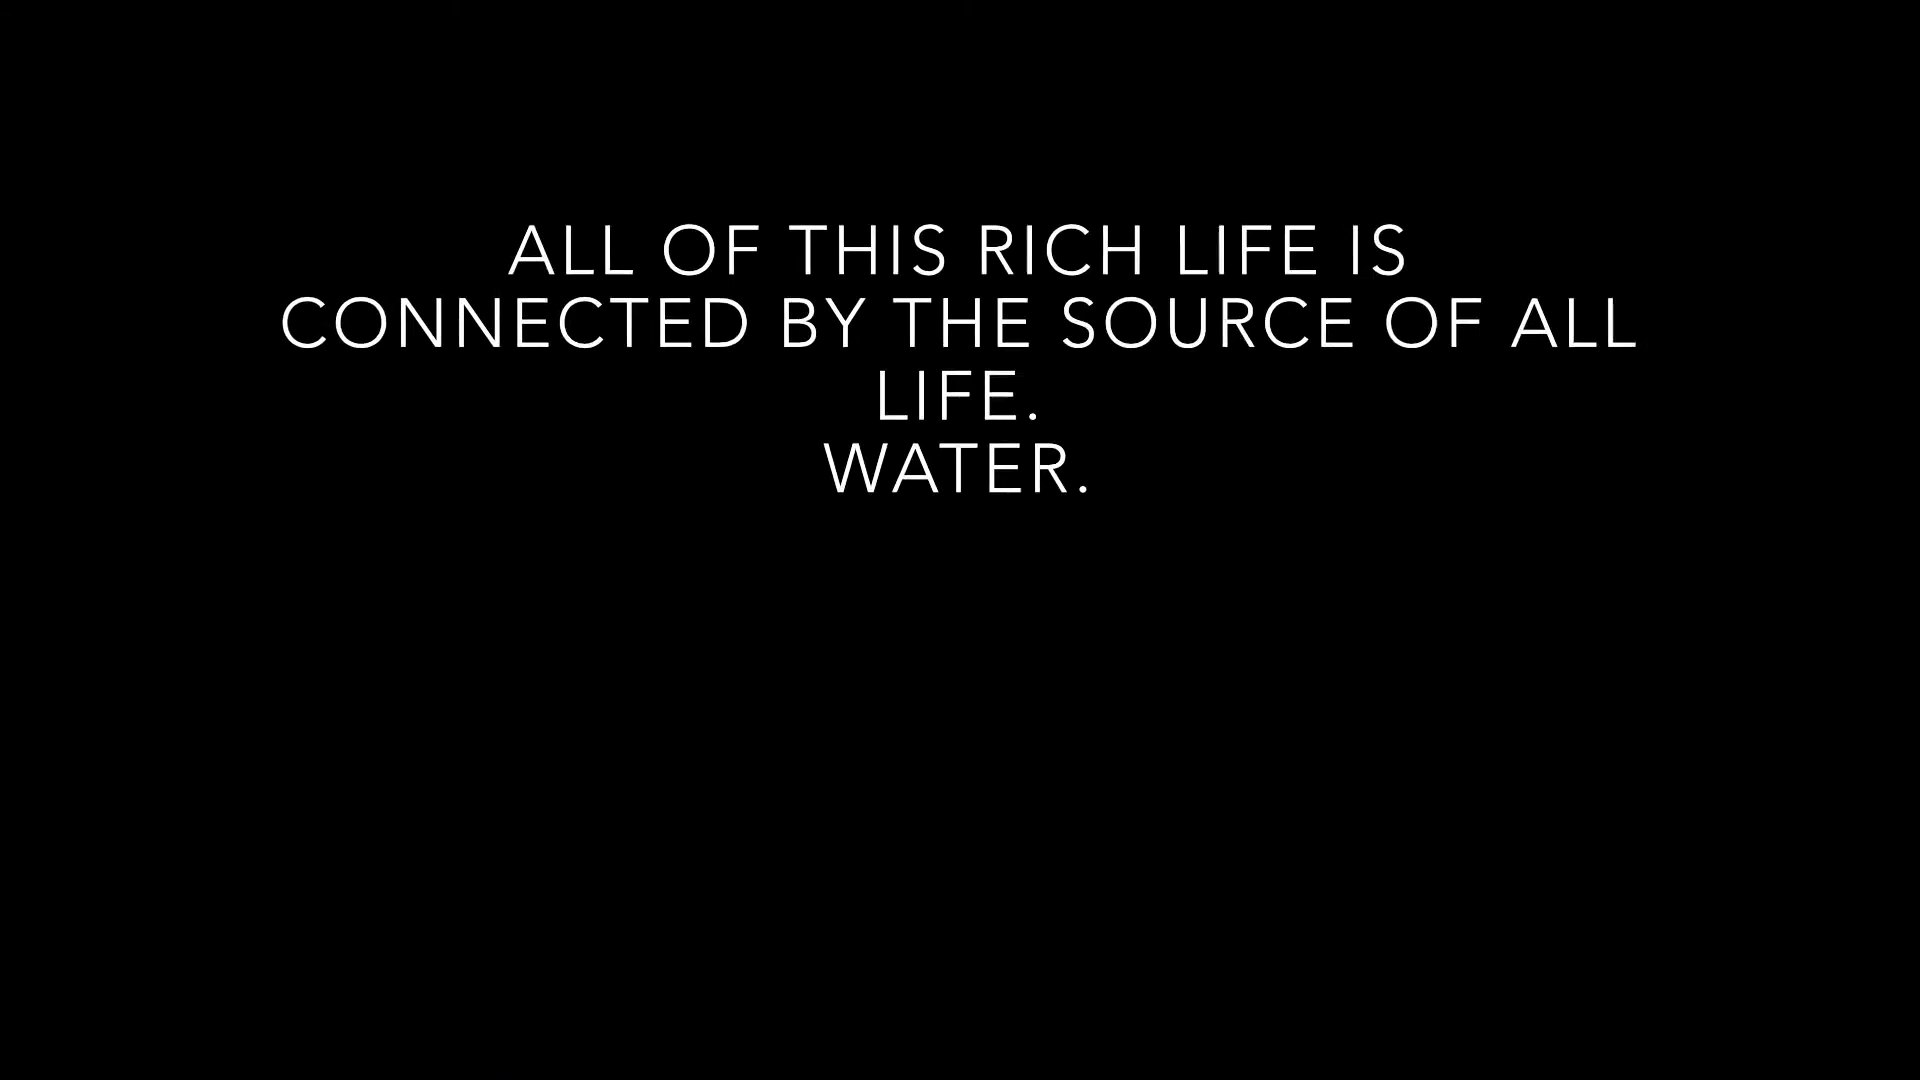 ALL OF THIS RICH LIFE IS
CONNECTED BY THE SOURCE OF ALL
LIFE.
WATER.